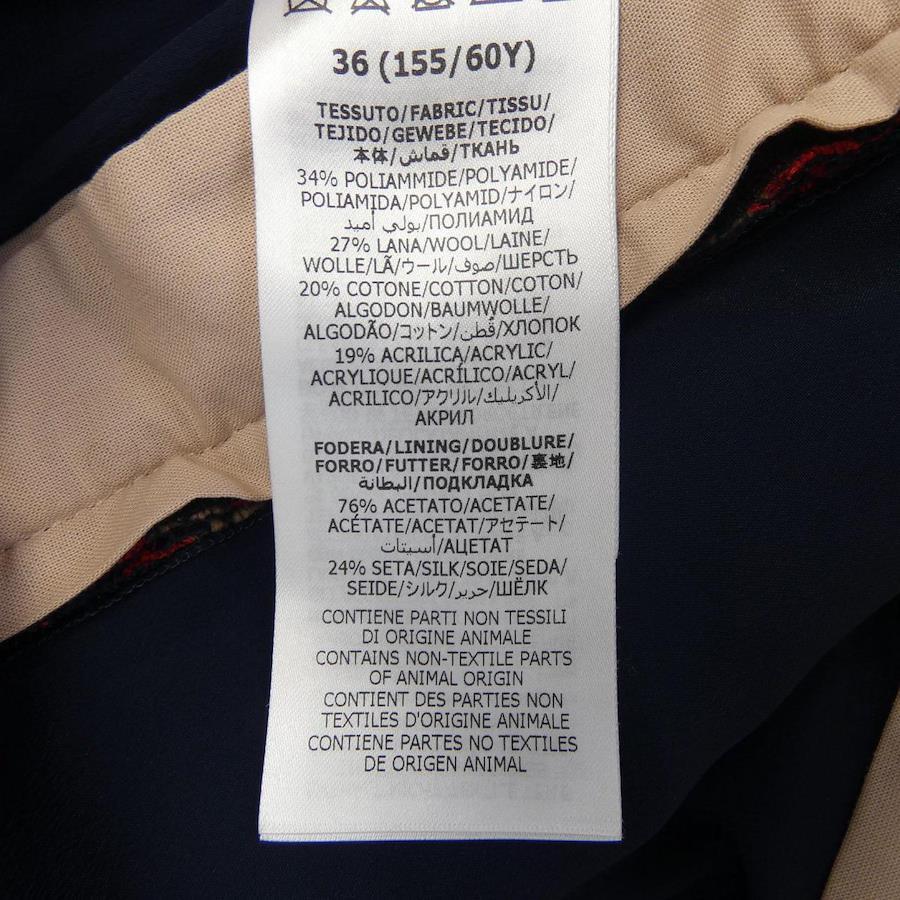 36 (155/60Y)
TESSUTO/FABRIC/TISSU/
TEJIDO/GEWEBE/TECIDO/
本体/قماش/ТКАНЬ
34% POLIAMMIDE/POLYAMIDE/
POLIAMIDA/POLYAMID/ナイロン/
بولي أميد/ПОЛИАМИД
27% LANA/WOOL/LAINE/
WOLLE/LÃ/ウール/صوف/ШЕРСТЬ
20% COTONE/COTTON/COTON/
ALGODON/BAUMWOLLE/
ALGODÃO/コットン/قطن/ХЛОПОК
19% ACRILICA/ACRYLIC/
ACRYLIQUE/ACRÍLICO/ACRYL/
ACRILICO/アクリル/الأكريليك/
АКРИЛ
FODERA/LINING/DOUBLURE/
FORRO/FUTTER/FORRO/裏地/
البطانة/ПОДКЛАДКА
76% ACETATO/ACETATE/
ACÉTATE/ACETAT/アセテート/
أسيتات/АЦЕТАТ
24% SETA/SILK/SOIE/SEDA/
SEIDE/シルク/حرير/ШЁЛК
CONTIENE PARTI NON TESSILI
DI ORIGINE ANIMALE
CONTAINS NON-TEXTILE PARTS
OF ANIMAL ORIGIN
CONTIENT DES PARTIES NON
TEXTILES D'ORIGINE ANIMALE
CONTIENE PARTES NO TEXTILES
DE ORIGEN ANIMAL